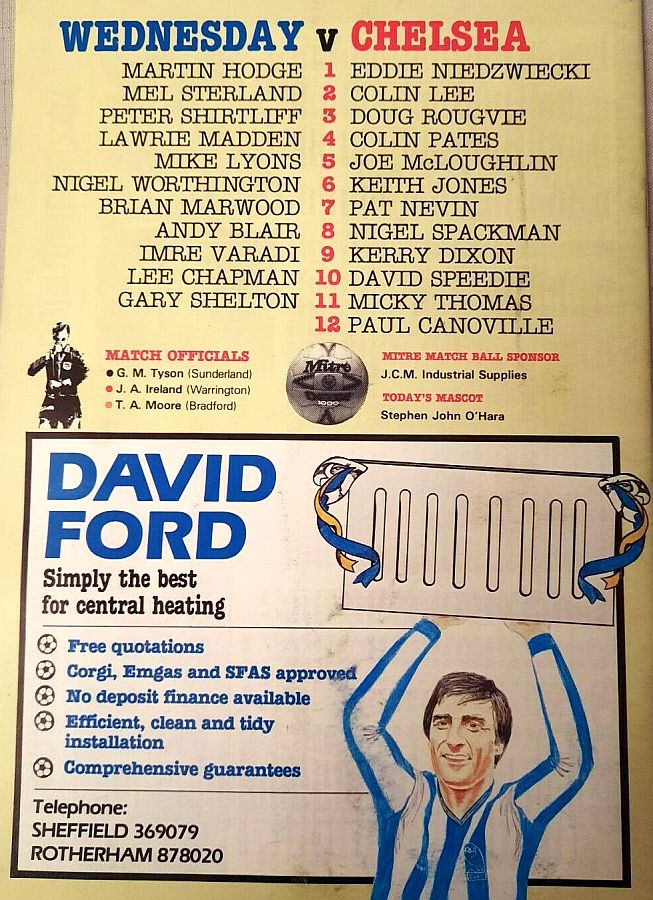 WEDNESDAY v CHELSEA
MARTIN HODGE 1 EDDIE NIEDZWIECKI
MEL STERLAND 2 COLIN LEE
PETER SHIRTLIFF 3 DOUG ROUGVIE
LAWRIE MADDEN 4 COLIN PATES
MIKE LYONS 5 JOE McLOUGHLIN
NIGEL WORTHINGTON 6 KEITH JONES
BRIAN MARWOOD 7 PAT NEVIN
ANDY BLAIR 8 NIGEL SPACKMAN
IMRE VARADI 9 KERRY DIXON
LEE CHAPMAN 10 DAVID SPEEDIE
GARY SHELTON 11 MICKY THOMAS
12 PAUL CANOVILLE
MATCH OFFICIALS
● G. M. Tyson (Sunderland)
● J. A. Ireland (Warrington)
● T. A. Moore (Bradford)
Mitre
1000
MITRE MATCH BALL SPONSOR
J.C.M. Industrial Supplies
TODAY'S MASCOT
Stephen John O'Hara
DAVID
FORD
Simply the best
for central heating
Free quotations
Corgi, Emgas and SFAS approved
No deposit finance available
Efficient, clean and tidy
installation
Comprehensive guarantees
Telephone:
SHEFFIELD 369079
ROTHERHAM 878020